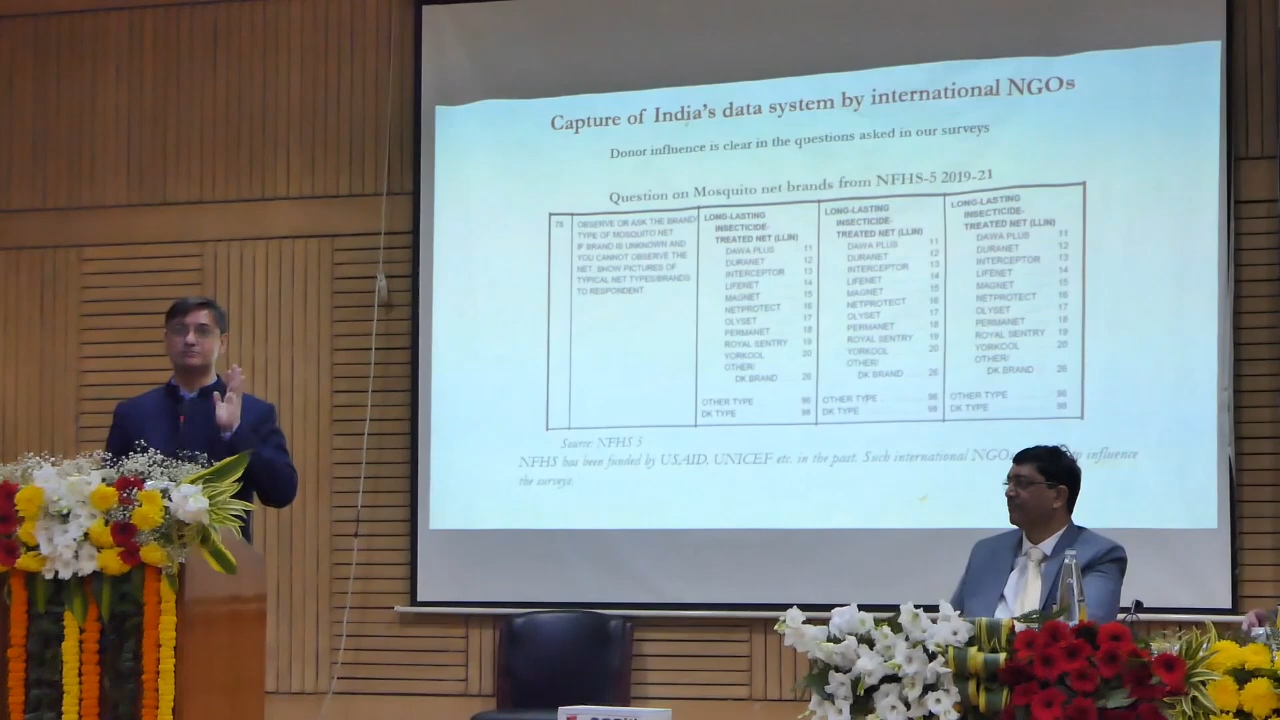 Capture of India's data system by international NGOs
Donor influence is clear in the questions asked in our surveys
Question on Mosquito net brands from NFHS-5 2019-21
78 OBSERVE OR ASK THE BRAND/
TYPE OF MOSQUITO NET
IF BRAND IS UNKNOWN AND
YOU CANNOT OBSERVE THE
NET, SHOW PICTURES OF
TYPICAL NET TYPES/BRANDS
TO RESPONDENT.
LONG-LASTING
INSECTICIDE-
TREATED NET (LLIN)
DAWA PLUS 11
DURANET 12
INTERCEPTOR 13
LIFENET 14
MAGNET 15
NETPROTECT 16
OLYSET 17
PERMANET 18
ROYAL SENTRY 19
YORKOOL 20
OTHER/
DK BRAND 26
OTHER TYPE 96
DK TYPE 98
LONG-LASTING
INSECTICIDE-
TREATED NET (LLIN)
DAWA PLUS 11
DURANET 12
INTERCEPTOR 13
LIFENET 14
MAGNET 15
NETPROTECT 16
OLYSET 17
PERMANET 18
ROYAL SENTRY 19
YORKOOL 20
OTHER/
DK BRAND 26
OTHER TYPE 96
DK TYPE 98
LONG-LASTING
INSECTICIDE-
TREATED NET (LLIN)
DAWA PLUS 11
DURANET 12
INTERCEPTOR 13
LIFENET 14
MAGNET 15
NETPROTECT 16
OLYSET 17
PERMANET 18
ROYAL SENTRY 19
YORKOOL 20
OTHER/
DK BRAND 26
OTHER TYPE 96
DK TYPE 98
Source: NFHS 5
NFHS has been funded by USAID, UNICEF etc. in the past. Such international influence
the surveys.